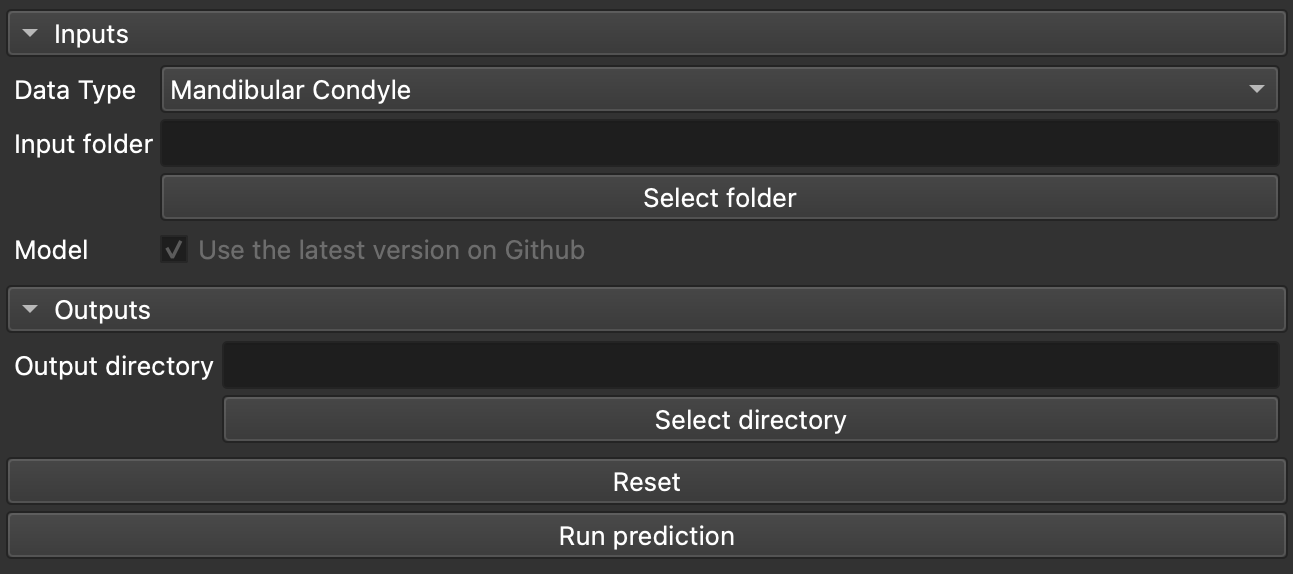 Inputs
Data Type Mandibular Condyle
Input folder
Select folder
Model Use the latest version on Github
Outputs
Output directory
Select directory
Reset
Run prediction